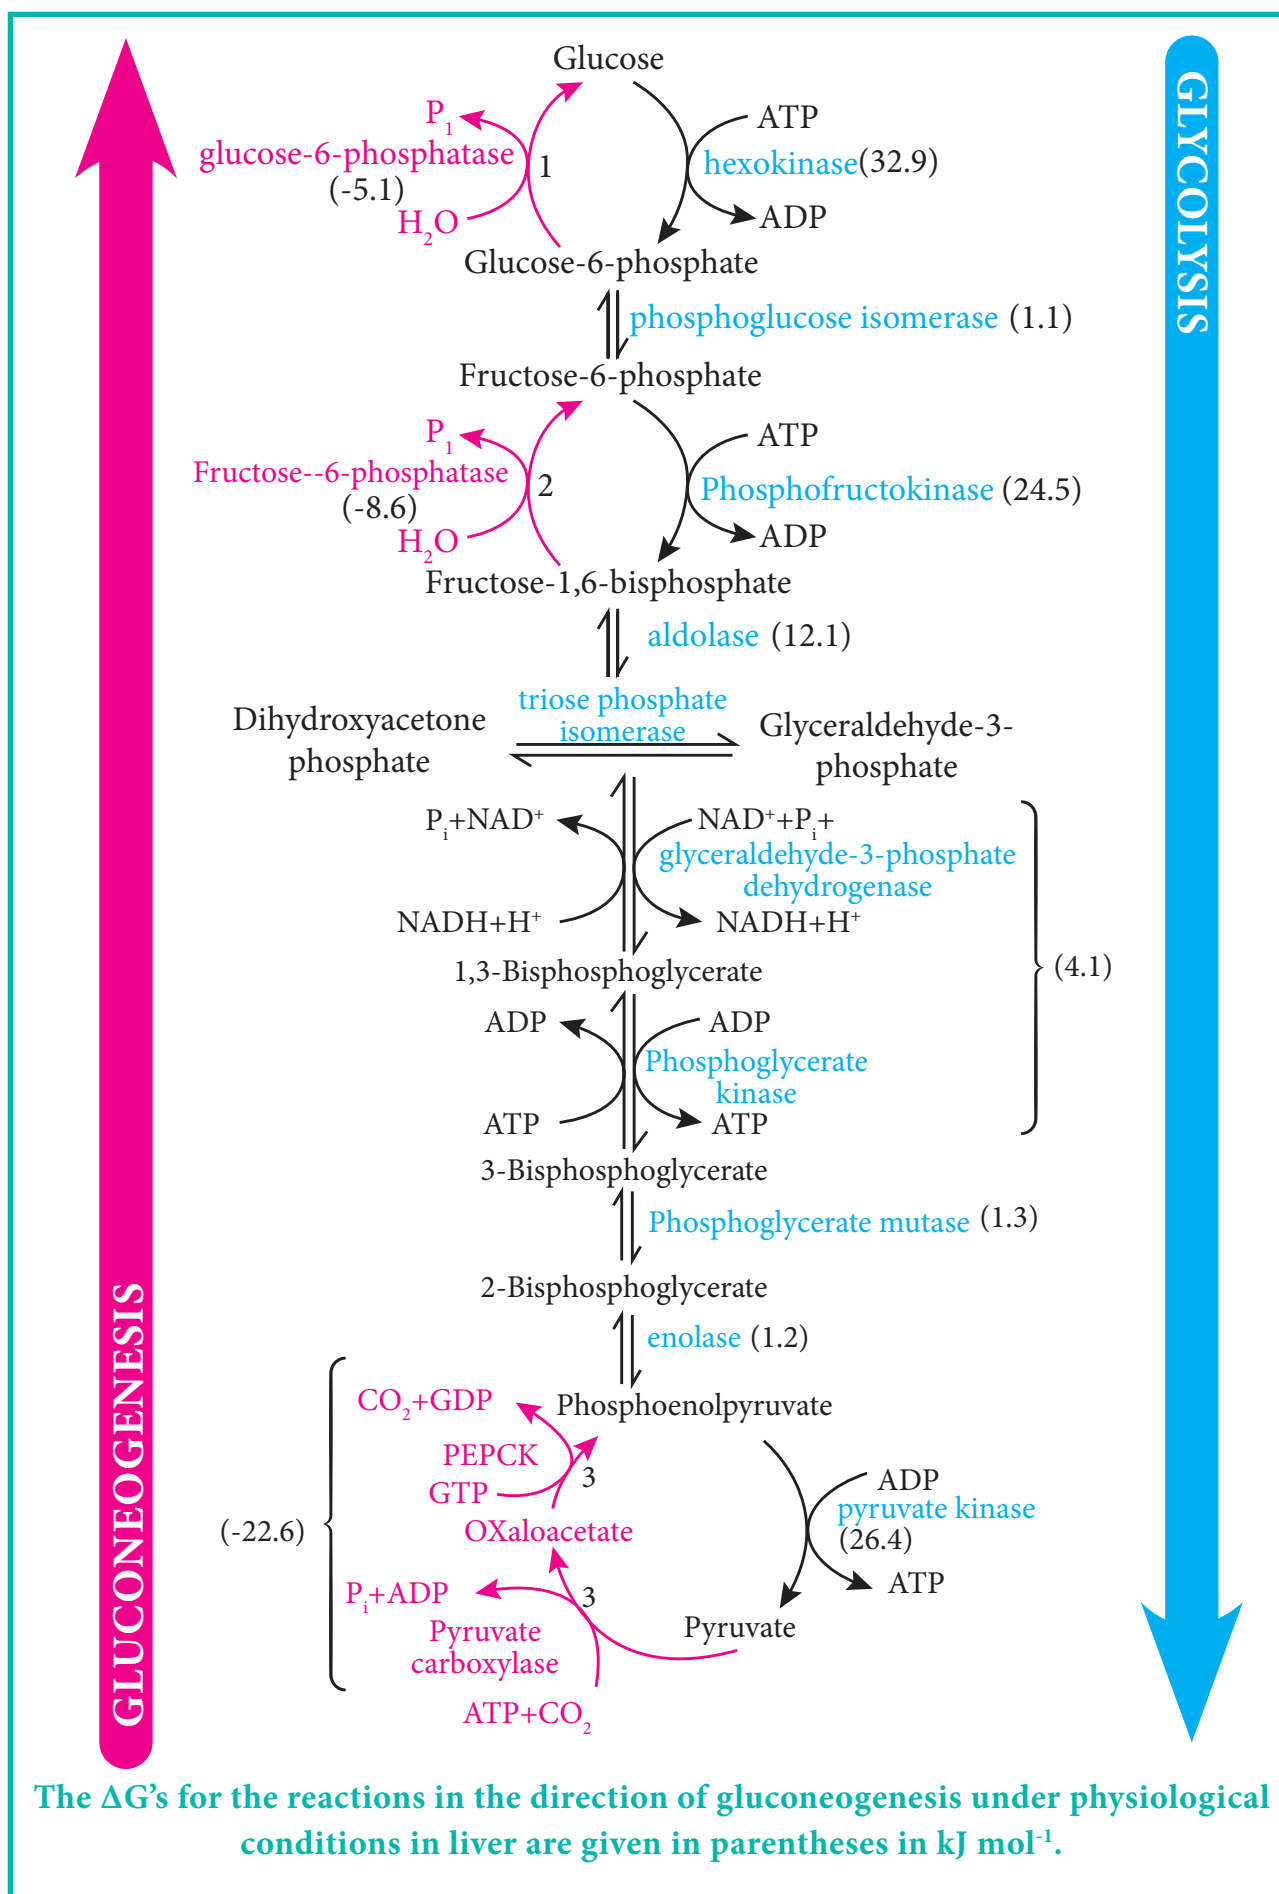 GLUCONEOGENESIS
GLYCOLYSIS
Glucose
P₁
glucose-6-phosphatase
(-5.1)
H₂O
1
ATP
hexokinase(32.9)
ADP
Glucose-6-phosphate
phosphoglucose isomerase (1.1)
Fructose-6-phosphate
P₁
Fructose--6-phosphatase
(-8.6)
H₂O
2
ATP
Phosphofructokinase (24.5)
ADP
Fructose-1,6-bisphosphate
aldolase (12.1)
Dihydroxyacetone
phosphate
triose phosphate
isomerase
Glyceraldehyde-3-
phosphate
Pᵢ+NAD⁺
NADH+H⁺
NAD⁺+Pᵢ+
glyceraldehyde-3-phosphate
dehydrogenase
NADH+H⁺
1,3-Bisphosphoglycerate
(4.1)
ADP
ATP
ADP
Phosphoglycerate
kinase
ATP
3-Bisphosphoglycerate
Phosphoglycerate mutase (1.3)
2-Bisphosphoglycerate
enolase (1.2)
Phosphoenolpyruvate
CO₂+GDP
PEPCK
GTP
3
OXaloacetate
(-22.6)
Pᵢ+ADP
3
Pyruvate
carboxylase
ATP+CO₂
ADP
pyruvate kinase
(26.4)
ATP
Pyruvate
The ΔG’s for the reactions in the direction of gluconeogenesis under physiological
conditions in liver are given in parentheses in kJ mol⁻¹.